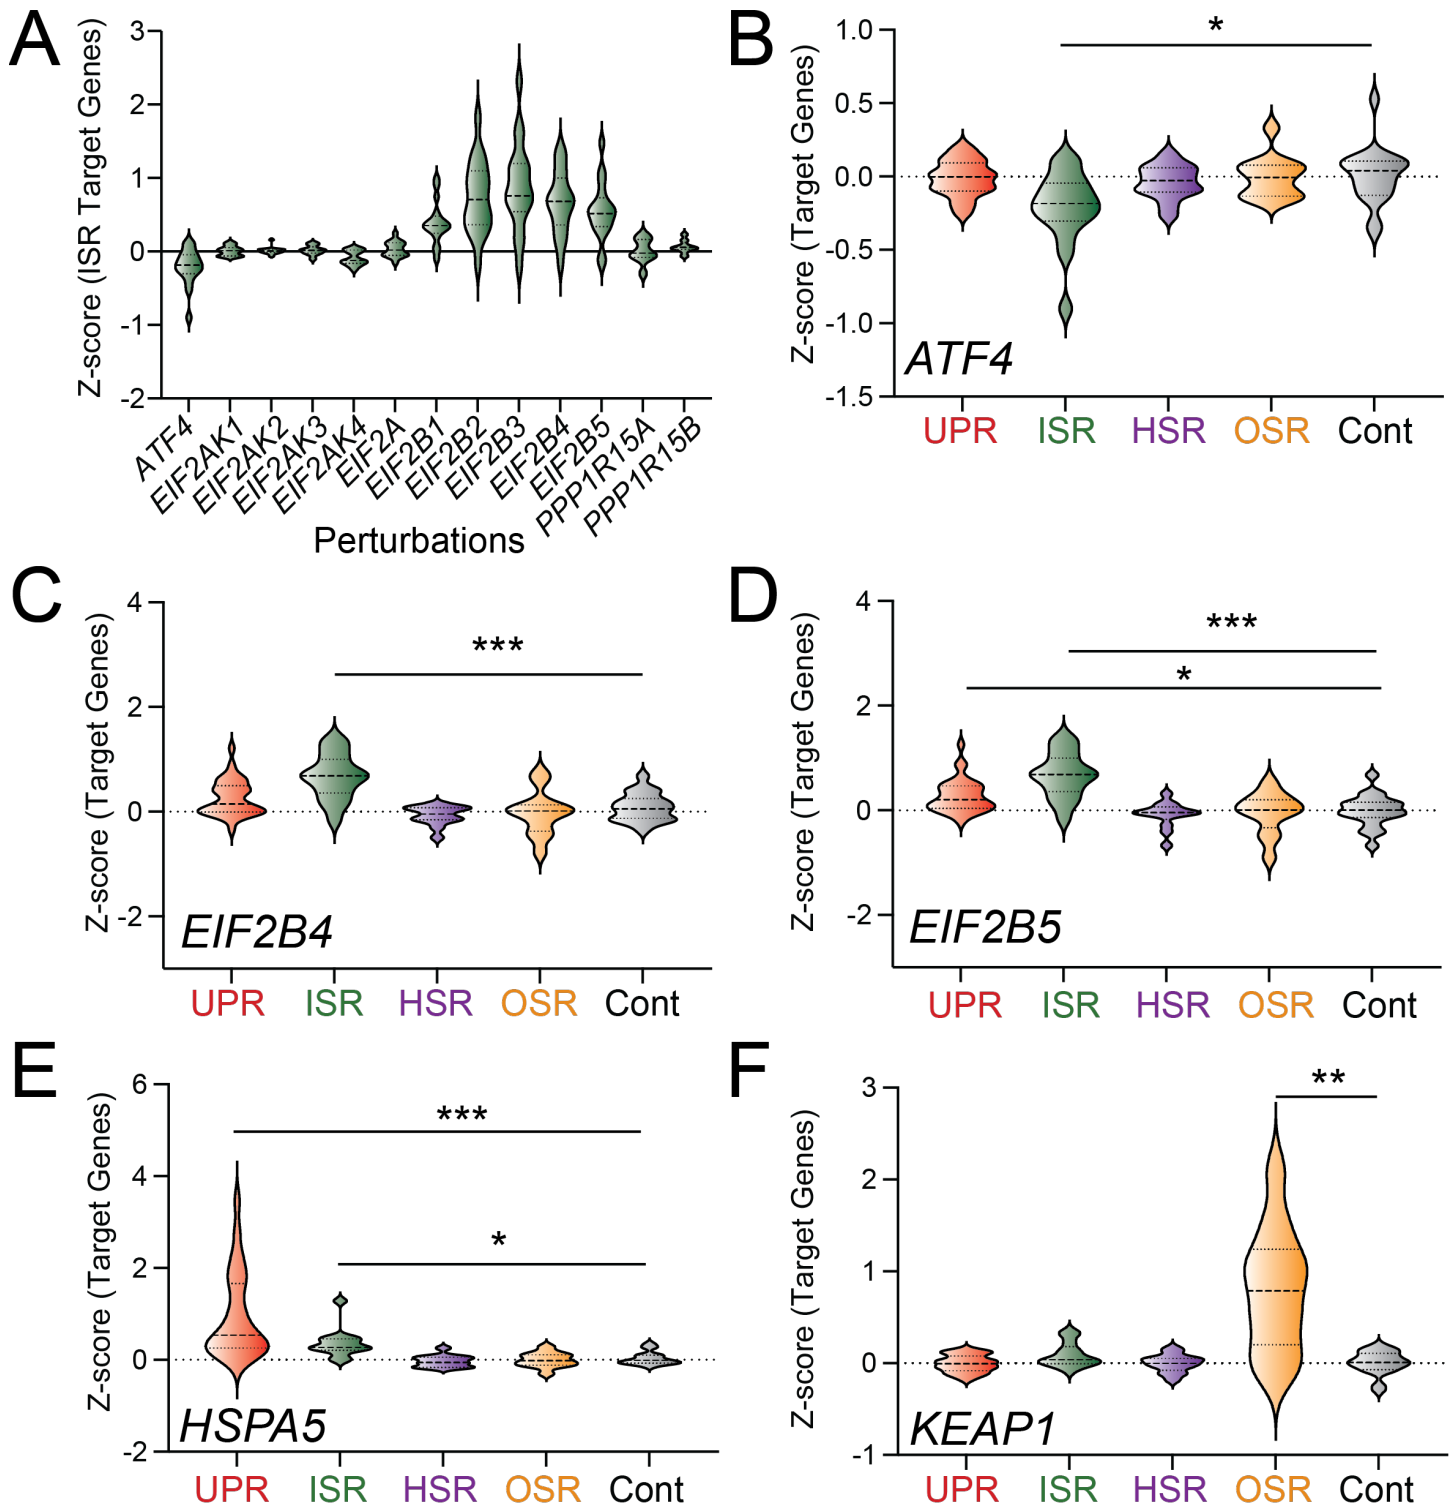 A
Z-score (ISR Target Genes)
3
2
1
0
-1
-2
ATF4
EIF2AK1
EIF2AK2
EIF2AK3
EIF2AK4
EIF2A
EIF2B1
EIF2B2
EIF2B3
EIF2B4
EIF2B5
PPP1R15A
PPP1R15B
Perturbations
B
Z-score (Target Genes)
1.0
0.5
0.0
-0.5
-1.0
-1.5
*
ATF4
UPR ISR HSR OSR Cont
C
Z-score (Target Genes)
4
2
0
-2
***
EIF2B4
UPR ISR HSR OSR Cont
D
Z-score (Target Genes)
4
2
0
-2
***
*
EIF2B5
UPR ISR HSR OSR Cont
E
Z-score (Target Genes)
6
4
2
0
-2
***
*
HSPA5
UPR ISR HSR OSR Cont
F
Z-score (Target Genes)
3
2
1
0
-1
**
KEAP1
UPR ISR HSR OSR Cont